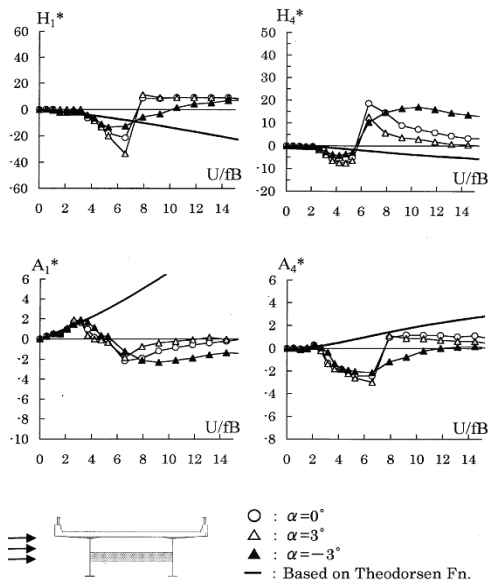 H₁*
60
40
20
0
-20
-40
-60
U/fB
0 2 4 6 8 10 12 14
H₄*
50
40
30
20
10
0
-10
-20
U/fB
0 2 4 6 8 10 12 14
A₁*
6
4
2
0
-2
-4
-6
-8
-10
U/fB
0 2 4 6 8 10 12 14
A₄*
6
4
2
0
-2
-4
-6
-8
U/fB
0 2 4 6 8 10 12 14
○ : α=0°
△ : α=3°
▲ : α=−3°
— : Based on Theodorsen Fn.